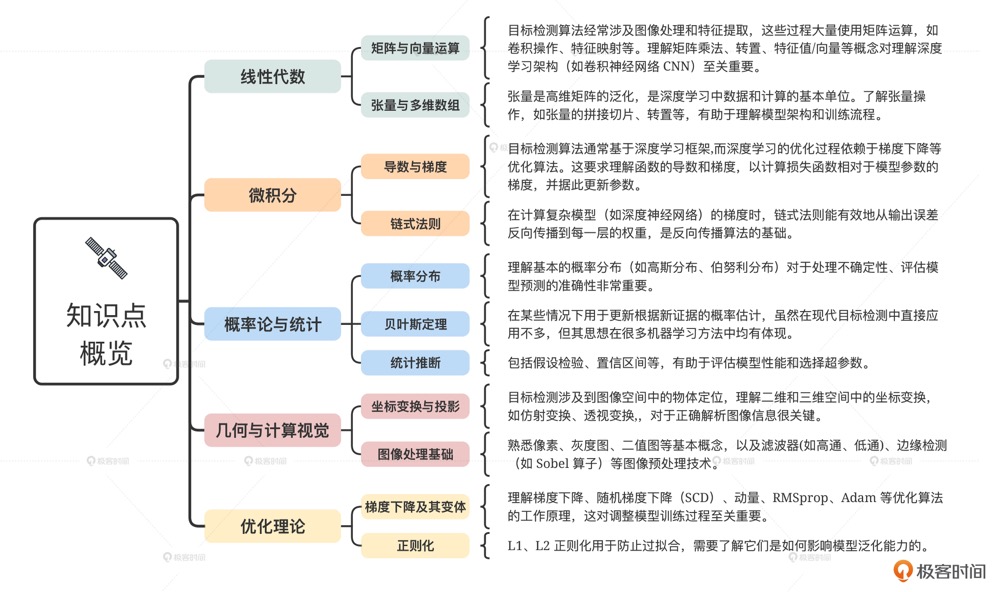 知识点
概览
线性代数
矩阵与向量运算
目标检测算法经常涉及图像处理和特征提取，这些过程大量使用矩阵运算，如
卷积操作、特征映射等。理解矩阵乘法、转置、特征值/向量等概念对理解深度
学习架构（如卷积神经网络 CNN）至关重要。
张量与多维数组
张量是高维矩阵的泛化，是深度学习中数据和计算的基本单位。了解张量操
作，如张量的拼接切片、转置等，有助于理解模型架构和训练流程。
微积分
导数与梯度
目标检测算法通常基于深度学习框架,而深度学习的优化过程依赖于梯度下降等
优化算法。这要求理解函数的导数和梯度，以计算损失函数相对于模型参数的
梯度，并据此更新参数。
链式法则
在计算复杂模型（如深度神经网络）的梯度时，链式法则能有效地从输出误差
反向传播到每一层的权重，是反向传播算法的基础。
概率论与统计
概率分布
理解基本的概率分布（如高斯分布、伯努利分布）对于处理不确定性、评估模
型预测的准确性非常重要。
贝叶斯定理
在某些情况下用于更新根据新证据的概率估计，虽然在现代目标检测中直接应
用不多，但其思想在很多机器学习方法中均有体现。
统计推断
包括假设检验、置信区间等，有助于评估模型性能和选择超参数。
几何与计算视觉
坐标变换与投影
目标检测涉及到图像空间中的物体定位，理解二维和三维空间中的坐标变换，
如仿射变换、透视变换,，对于正确解析图像信息很关键。
图像处理基础
熟悉像素、灰度图、二值图等基本概念，以及滤波器(如高通、低通)、边缘检测
（如 Sobel 算子）等图像预处理技术。
优化理论
梯度下降及其变体
理解梯度下降、随机梯度下降（SCD）、动量、RMSprop、Adam 等优化算法
的工作原理，这对调整模型训练过程至关重要。
正则化
L1、L2 正则化用于防止过拟合，需要了解它们是如何影响模型泛化能力的。
极客时间
极客时间
极客时间
极客时间
极客时间
极客时间
极客时间
极客时间